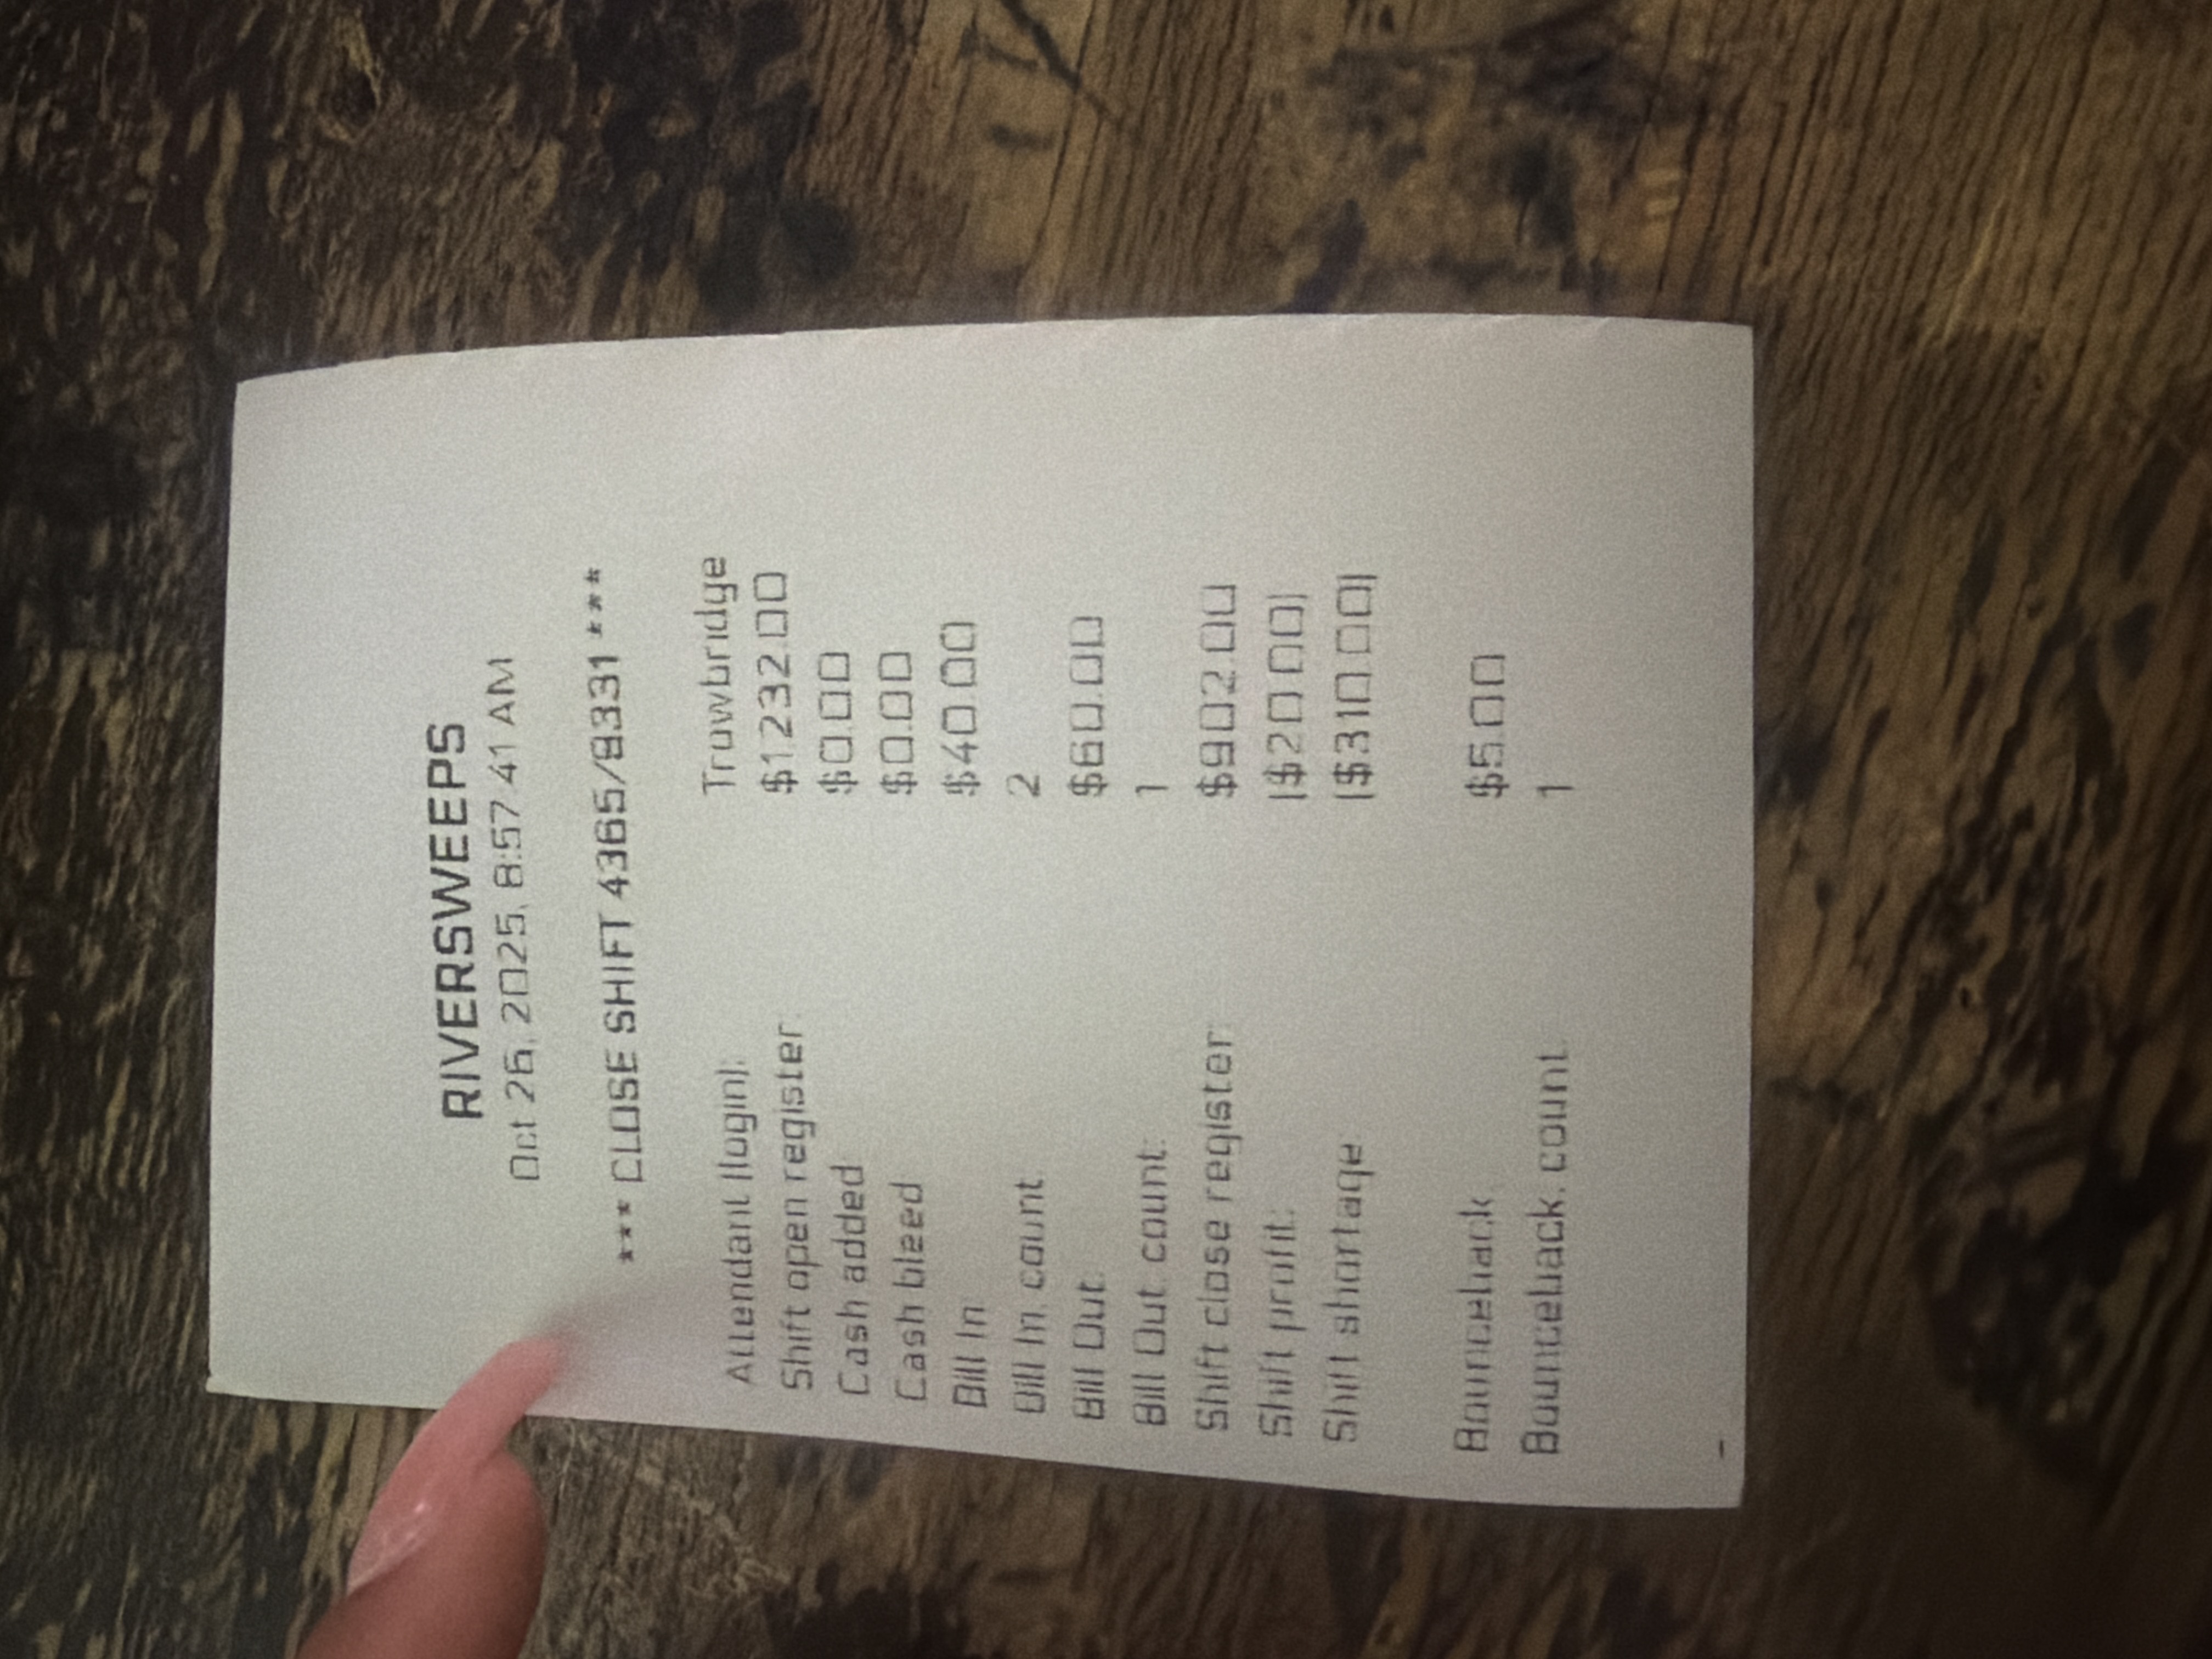 RIVERSWEEPS
Oct 26, 2025, 8:57:41 AM
*** CLOSE SHIFT 4365/8331 ***
Attendant (login): Truwbridge
Shift open register: $1232.00
Cash added: $0.00
Cash bleed: $0.00
Bill In: $40.00
Bill In, count: 2
Bill Out: $60.00
Bill Out, count: 1
Shift close register: $902.00
Shift profit: ($20.00)
Shift shortage: ($310.00)
Bounceback: $5.00
Bounceback, count: 1
-